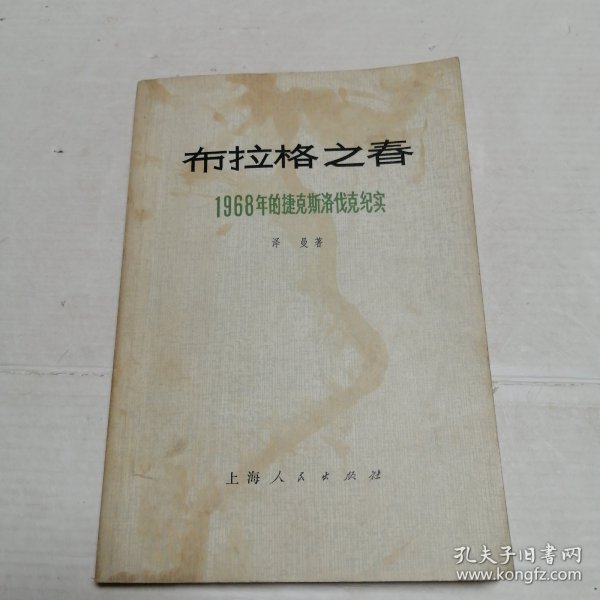 布拉格之春
1968年的捷克斯洛伐克纪实
泽 曼著
上海人民出版社
孔夫子旧书网
www.kongfz.com